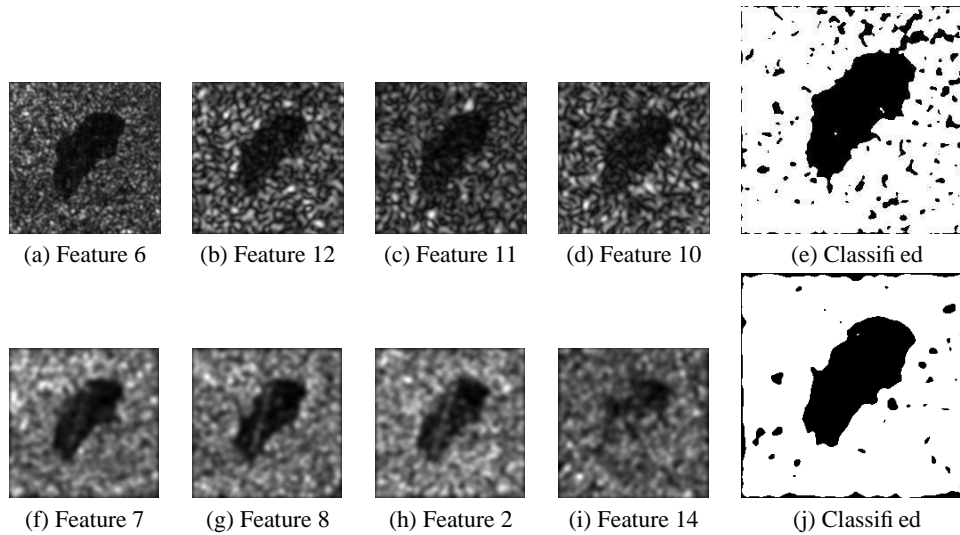 (a) Feature 6
(b) Feature 12
(c) Feature 11
(d) Feature 10
(e) Classifi ed
(f) Feature 7
(g) Feature 8
(h) Feature 2
(i) Feature 14
(j) Classifi ed